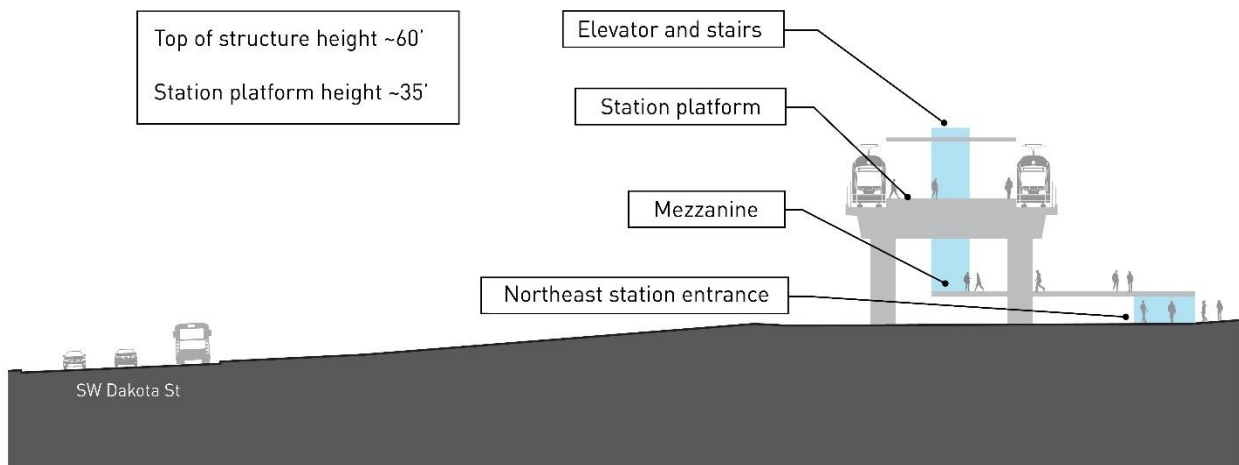 Top of structure height ~60’
Station platform height ~35’
Elevator and stairs
Station platform
Mezzanine
Northeast station entrance
SW Dakota St